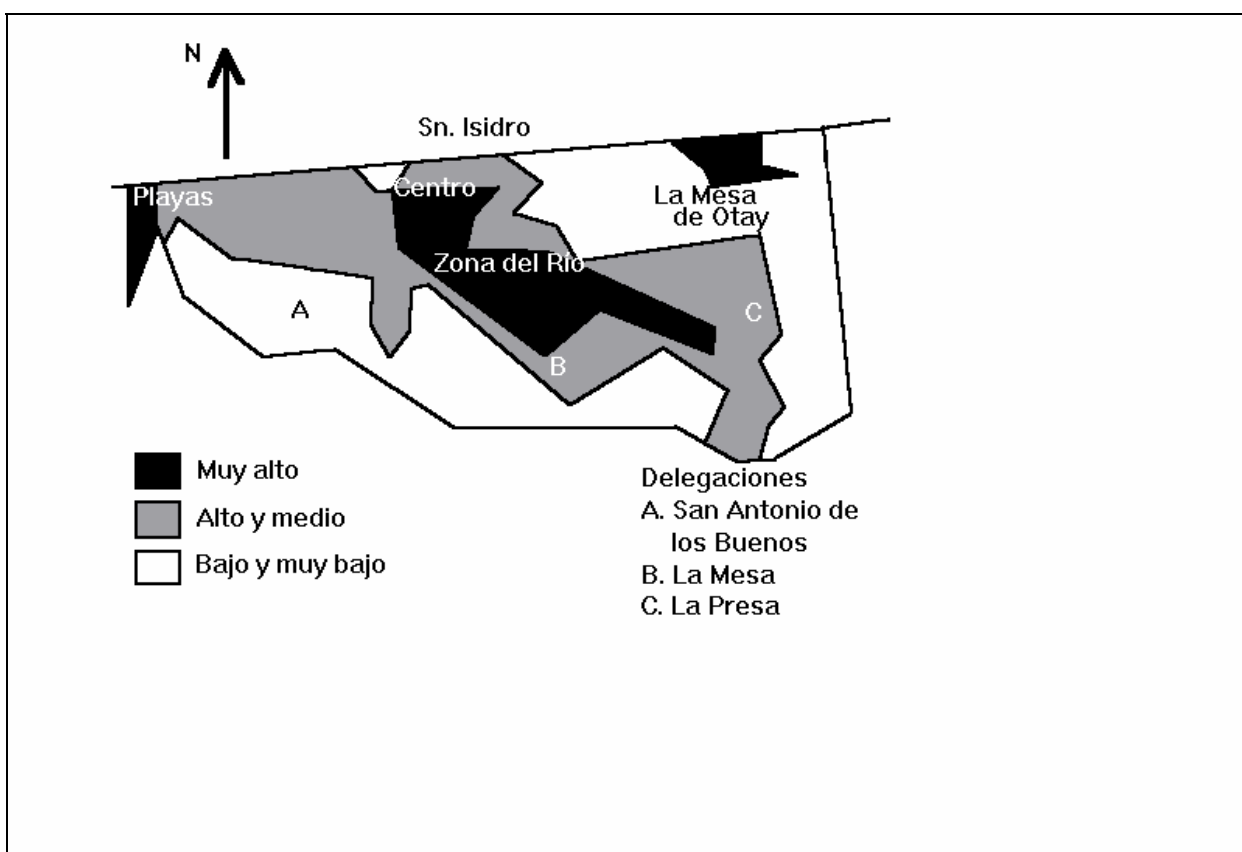 N
Sn. Isidro
Playas
Centro
La Mesa
de Otay
Zona del Río
A
C
B
Muy alto
Alto y medio
Bajo y muy bajo
Delegaciones
A. San Antonio de
los Buenos
B. La Mesa
C. La Presa